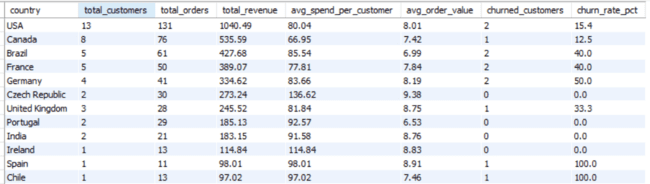 country total_customers total_orders total_revenue avg_spend_per_customer avg_order_value churned_customers churn_rate_pct
USA 13 131 1040.49 80.04 8.01 2 15.4
Canada 8 76 535.59 66.95 7.42 1 12.5
Brazil 5 61 427.68 85.54 6.99 2 40.0
France 5 50 389.07 77.81 7.84 2 40.0
Germany 4 41 334.62 83.66 8.19 2 50.0
Czech Republic 2 30 273.24 136.62 9.38 0 0.0
United Kingdom 3 28 245.52 81.84 8.75 1 33.3
Portugal 2 29 185.13 92.57 6.53 0 0.0
India 2 21 183.15 91.58 8.76 0 0.0
Ireland 1 13 114.84 114.84 8.83 0 0.0
Spain 1 11 98.01 98.01 8.91 1 100.0
Chile 1 13 97.02 97.02 7.46 1 100.0